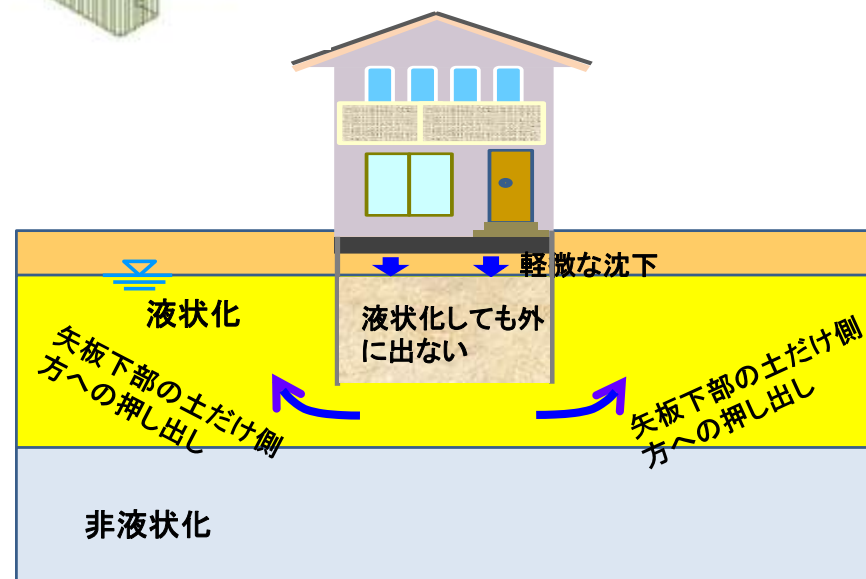 軽微な沈下
液状化
液状化しても外
に出ない
矢板下部の土だけ側
方への押し出し
矢板下部の土だけ側
方への押し出し
非液状化